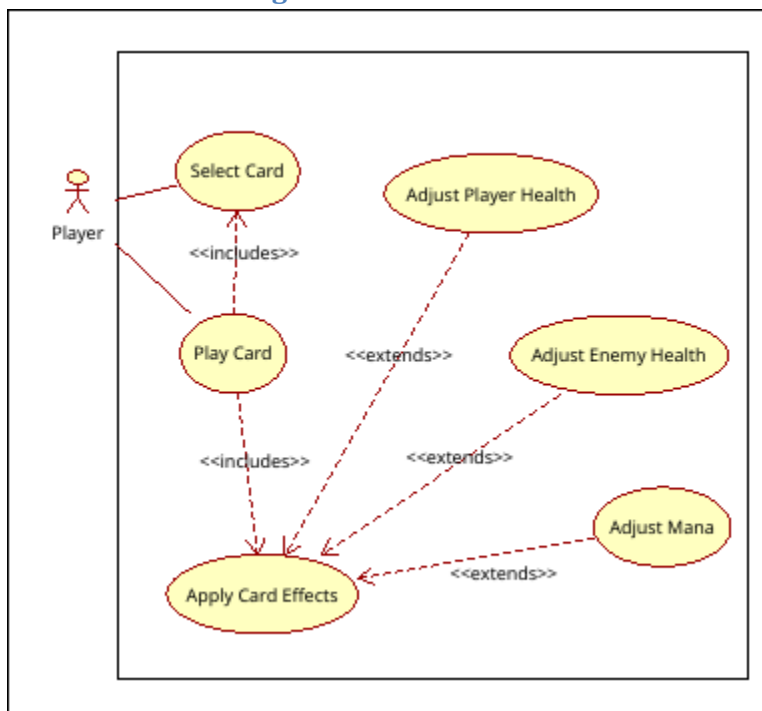 Select Card
Adjust Player Health
Player
<<includes>>
Play Card
<<extends>>
Adjust Enemy Health
<<includes>>
<<extends>>
Adjust Mana
<<extends>>
Apply Card Effects